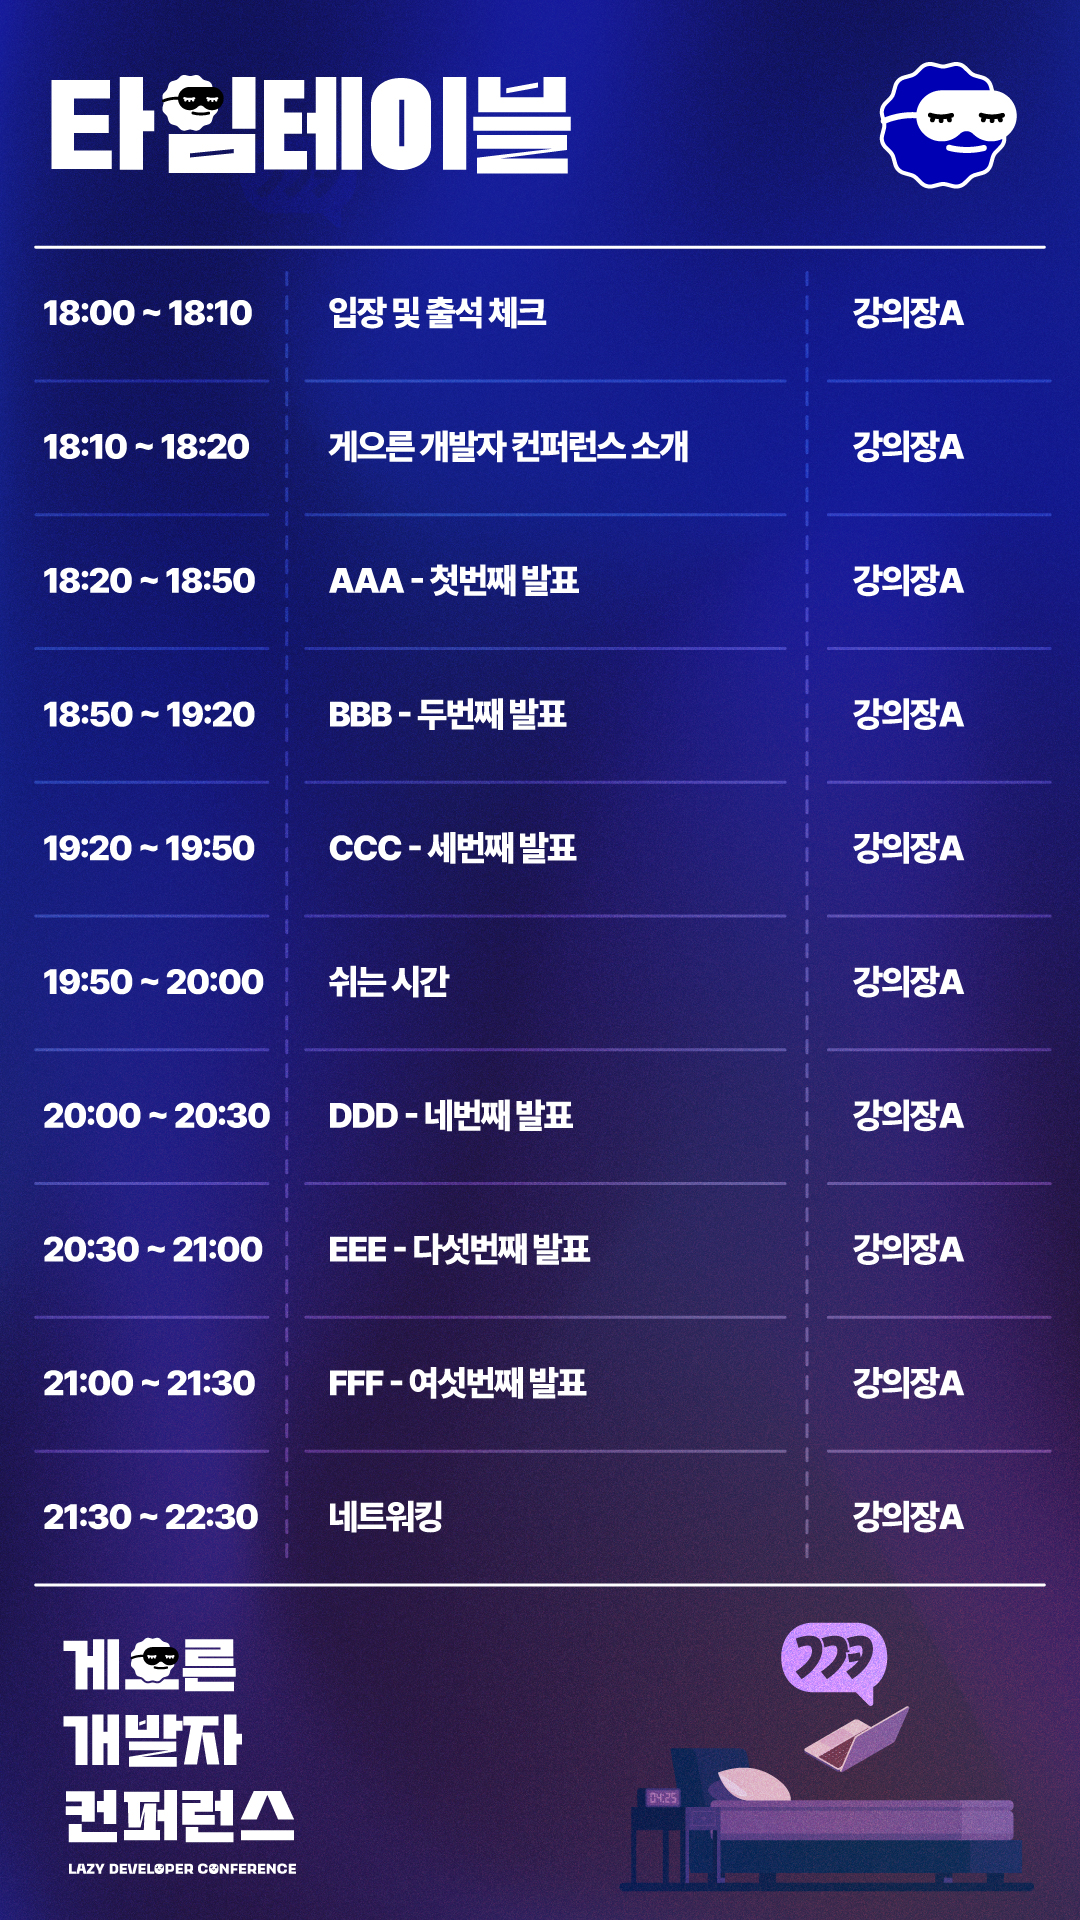 타임테이블
18:00 ~ 18:10 입장 및 출석 체크 강의장A
18:10 ~ 18:20 게으른 개발자 컨퍼런스 소개 강의장A
18:20 ~ 18:50 AAA - 첫번째 발표 강의장A
18:50 ~ 19:20 BBB - 두번째 발표 강의장A
19:20 ~ 19:50 CCC - 세번째 발표 강의장A
19:50 ~ 20:00 쉬는 시간 강의장A
20:00 ~ 20:30 DDD - 네번째 발표 강의장A
20:30 ~ 21:00 EEE - 다섯번째 발표 강의장A
21:00 ~ 21:30 FFF - 여섯번째 발표 강의장A
21:30 ~ 22:30 네트워킹 강의장A
게으른
개발자
컨퍼런스
LAZY DEVELOPER CONFERENCE
ㄱㄱㅋ
04:25